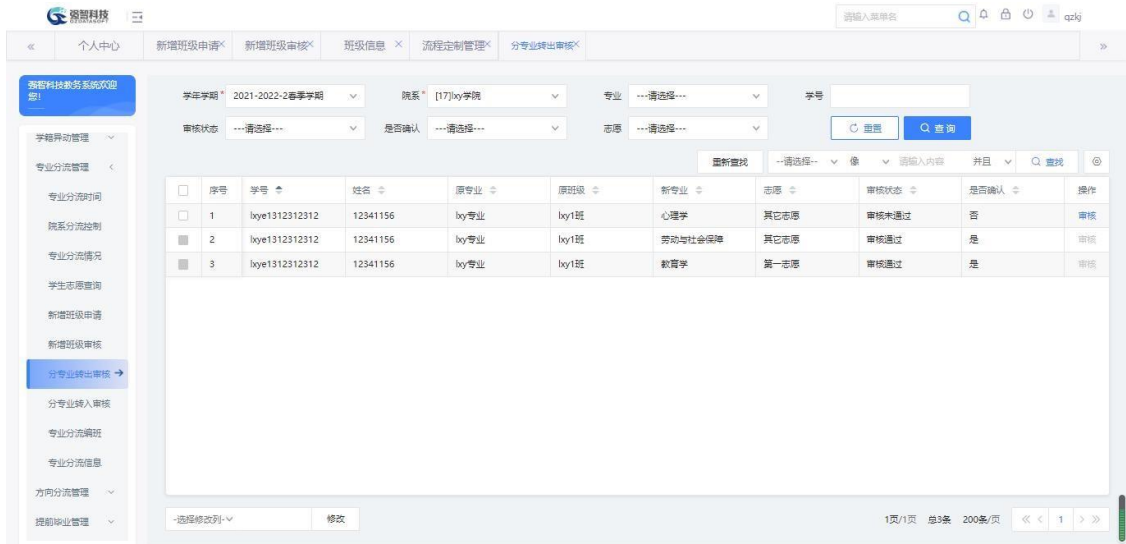 强智科技
QZDATASOFT
请输入菜单名
qzkj
个人中心 新增班级申请 新增班级审核 班级信息 流程定制管理 分专业转出审核
强智科技教务系统欢迎
您!
学年学期* 2021-2022-2春季学期 院系* [17]lxy学院 专业 ---请选择--- 学号
审核状态 ---请选择--- 是否确认 ---请选择--- 志愿 ---请选择--- 重置 查询
重新查找 --请选择-- 像 请输入内容 并且 查找
序号 学号 姓名 原专业 原班级 新专业 志愿 审核状态 是否确认 操作
1 lxye1312312312 12341156 lxy专业 lxy1班 心理学 其它志愿 审核未通过 否 审核
2 lxye1312312312 12341156 lxy专业 lxy1班 劳动与社会保障 其它志愿 审核通过 是 审核
3 lxye1312312312 12341156 lxy专业 lxy1班 教育学 第一志愿 审核通过 是 审核
学籍异动管理
专业分流管理
专业分流时间
院系分流控制
专业分流情况
学生志愿查询
新增班级申请
新增班级审核
分专业转出审核
分专业转入审核
专业分流编班
专业分流信息
方向分流管理
提前毕业管理
-选择修改列- 修改 1页/1页 总3条 200条/页 1